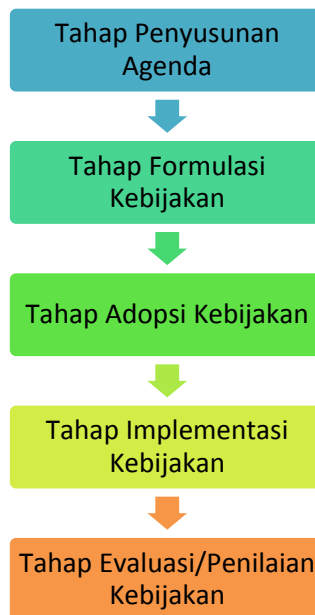 Tahap Penyusunan
Agenda
Tahap Formulasi
Kebijakan
Tahap Adopsi Kebijakan
Tahap Implementasi
Kebijakan
Tahap Evaluasi/Penilaian
Kebijakan